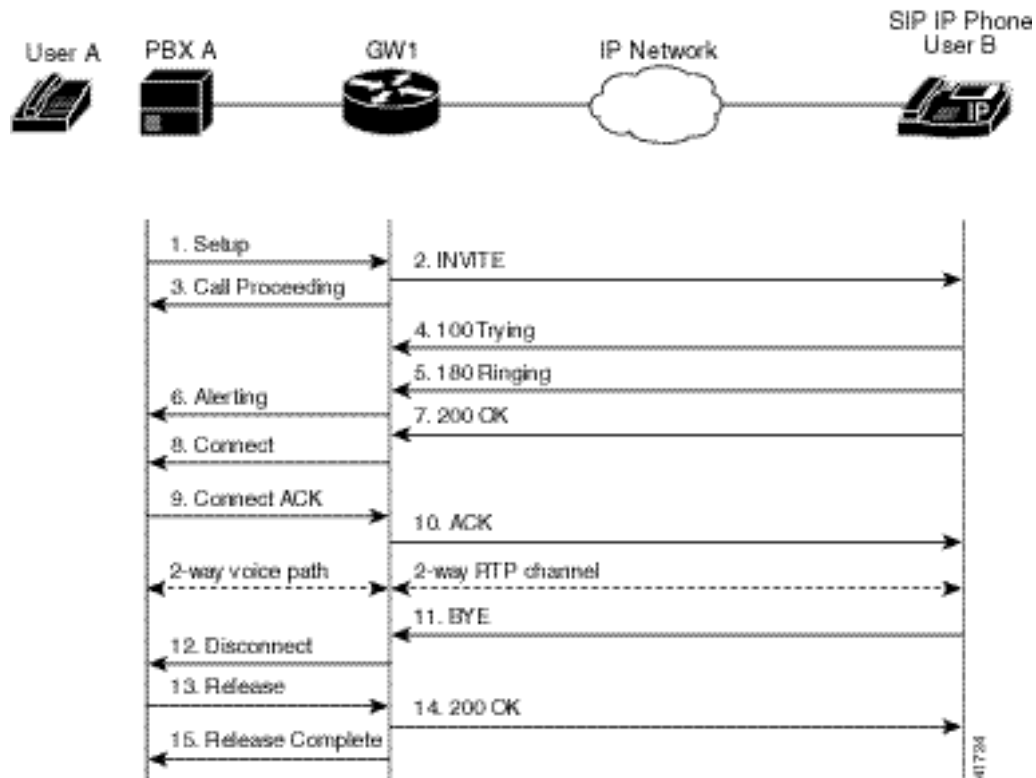 User A
PBX A
GW1
IP Network
SIP IP Phone
User B
IP
1. Setup
2. INVITE
3. Call Proceeding
4. 100 Trying
5. 180 Ringing
6. Alerting
7. 200 OK
8. Connect
9. Connect ACK
10. ACK
2-way voice path
2-way RTP channel
11. BYE
12. Disconnect
13. Release
14. 200 OK
15. Release Complete
41724